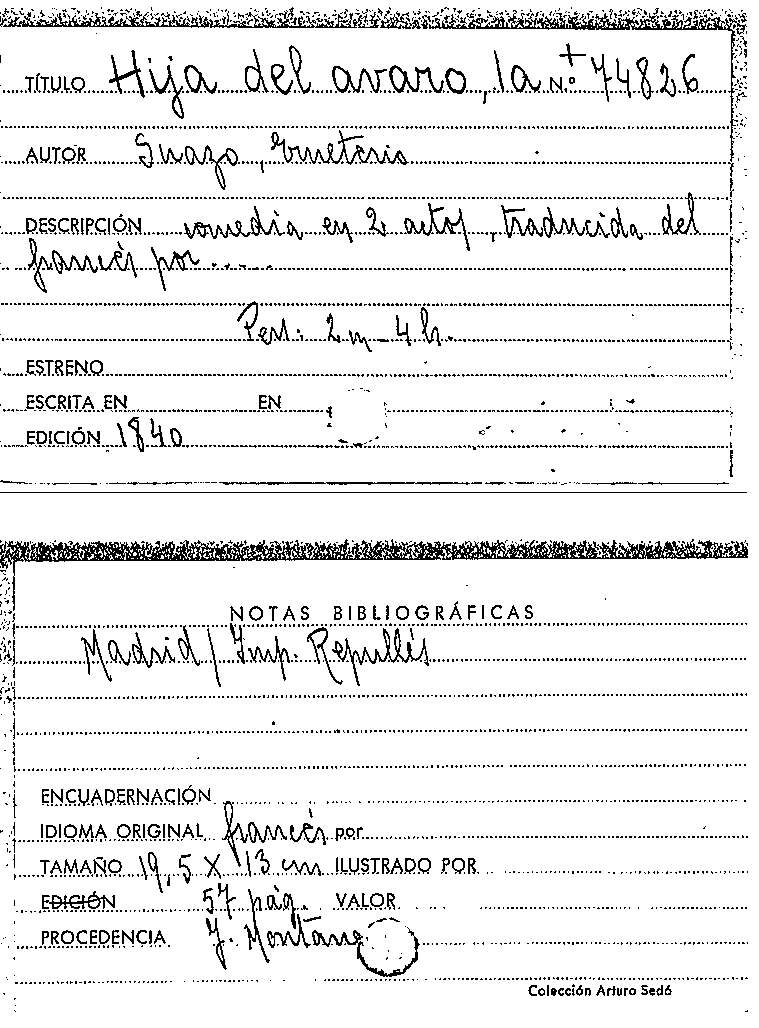 TÍTULO Hija del avaro, la N.º + 74826
AUTOR Suazo, Emeterio
DESCRIPCIÓN comedia en 2 actos, traducida del
francés por .....
Pers: 2 m - 4 h.
ESTRENO
ESCRITA EN EN
EDICIÓN 1840
NOTAS BIBLIOGRÁFICAS
Madrid / Imp. Repullés
ENCUADERNACIÓN
IDIOMA ORIGINAL francés por
TAMAÑO 19,5 X 13 cm ILUSTRADO POR
EDICIÓN 57 pág. VALOR
PROCEDENCIA J. Montane
Colección Arturo Sedó